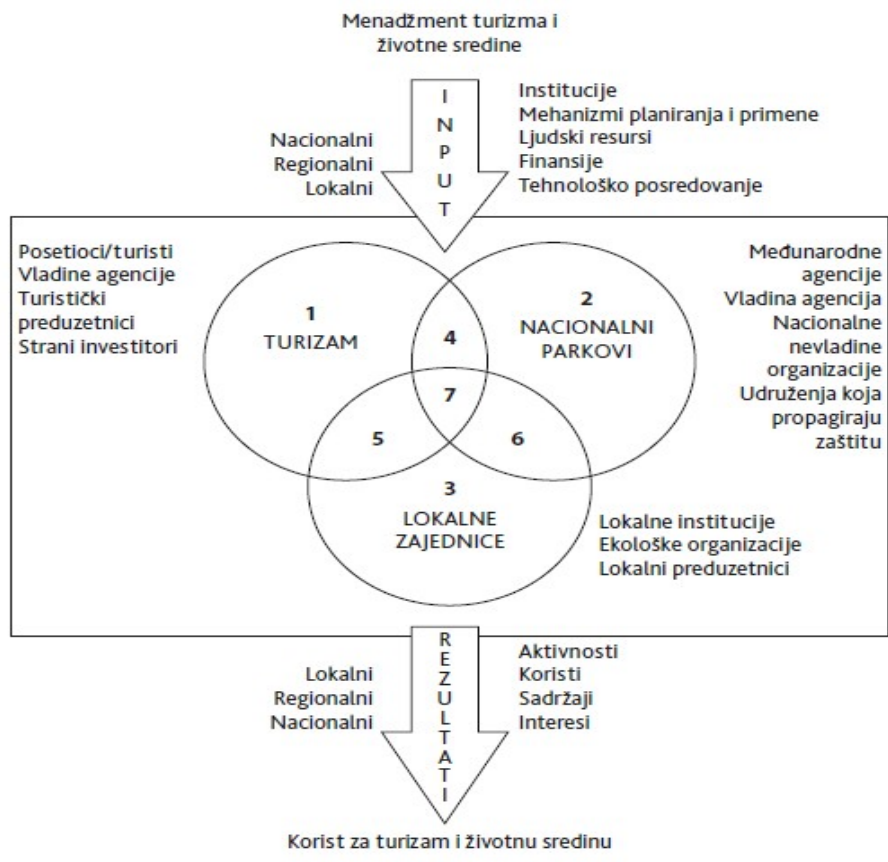 Menadžment turizma i
životne sredine
INPUT
Nacionalni
Regionalni
Lokalni
Institucije
Mehanizmi planiranja i primene
Ljudski resursi
Finansije
Tehnološko posredovanje
Posetioci/turisti
Vladine agencije
Turistički
preduzetnici
Strani investitori
1
TURIZAM
4
2
NACIONALNI
PARKOVI
Međunarodne
agencije
Vladina agencija
Nacionalne
nevladine
organizacije
Udruženja koja
propagiraju
zaštitu
7
5
6
3
LOKALNE
ZAJEDNICE
Lokalne institucije
Ekološke organizacije
Lokalni preduzetnici
REZULTATI
Lokalni
Regionalni
Nacionalni
Aktivnosti
Koristi
Sadržaji
Interesi
Korist za turizam i životnu sredinu